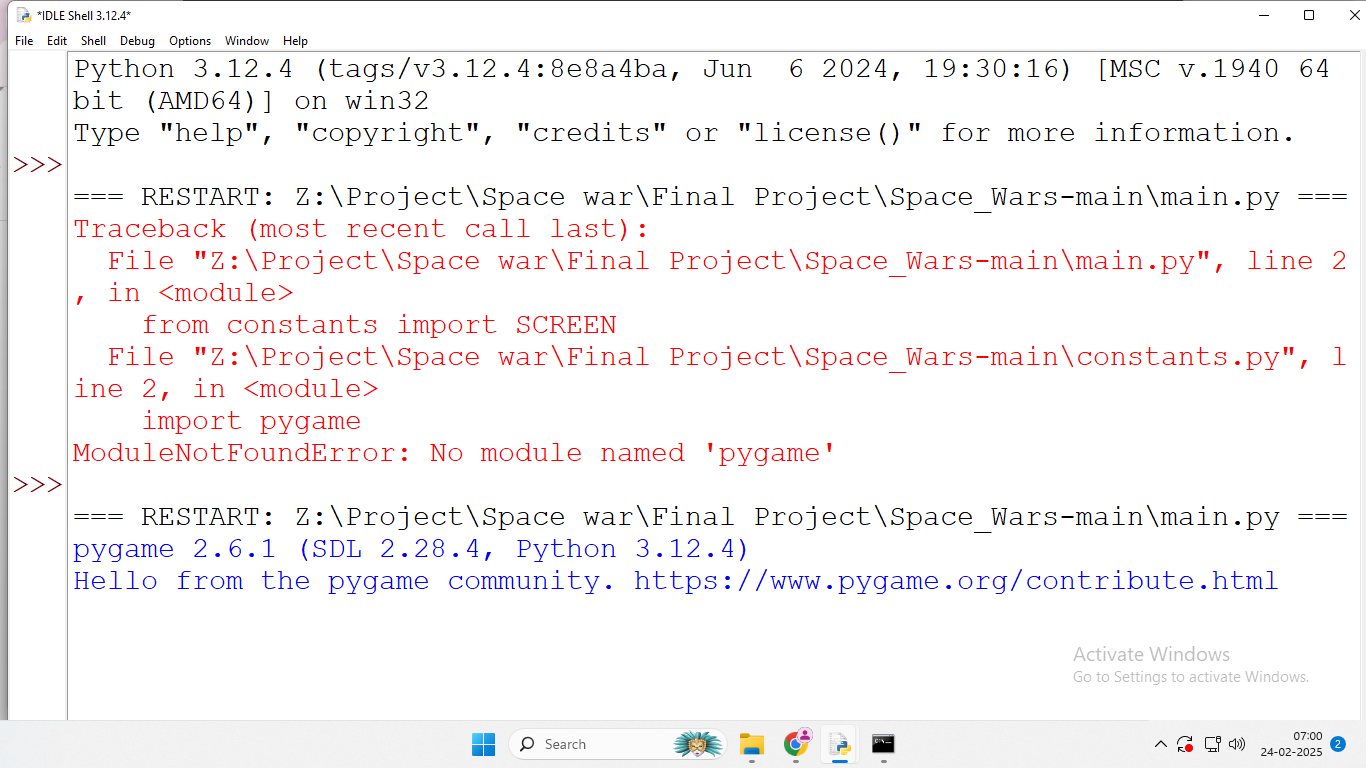 *IDLE Shell 3.12.4*
File Edit Shell Debug Options Window Help
Python 3.12.4 (tags/v3.12.4:8e8a4ba, Jun  6 2024, 19:30:16) [MSC v.1940 64
bit (AMD64)] on win32
Type "help", "copyright", "credits" or "license()" for more information.
>>>
=== RESTART: Z:\Project\Space war\Final Project\Space_Wars-main\main.py ===
Traceback (most recent call last):
  File "Z:\Project\Space war\Final Project\Space_Wars-main\main.py", line 2
, in <module>
    from constants import SCREEN
  File "Z:\Project\Space war\Final Project\Space_Wars-main\constants.py", l
ine 2, in <module>
    import pygame
ModuleNotFoundError: No module named 'pygame'
>>>
=== RESTART: Z:\Project\Space war\Final Project\Space_Wars-main\main.py ===
pygame 2.6.1 (SDL 2.28.4, Python 3.12.4)
Hello from the pygame community. https://www.pygame.org/contribute.html
Activate Windows
Go to Settings to activate Windows.
Search
07:00
24-02-2025
2